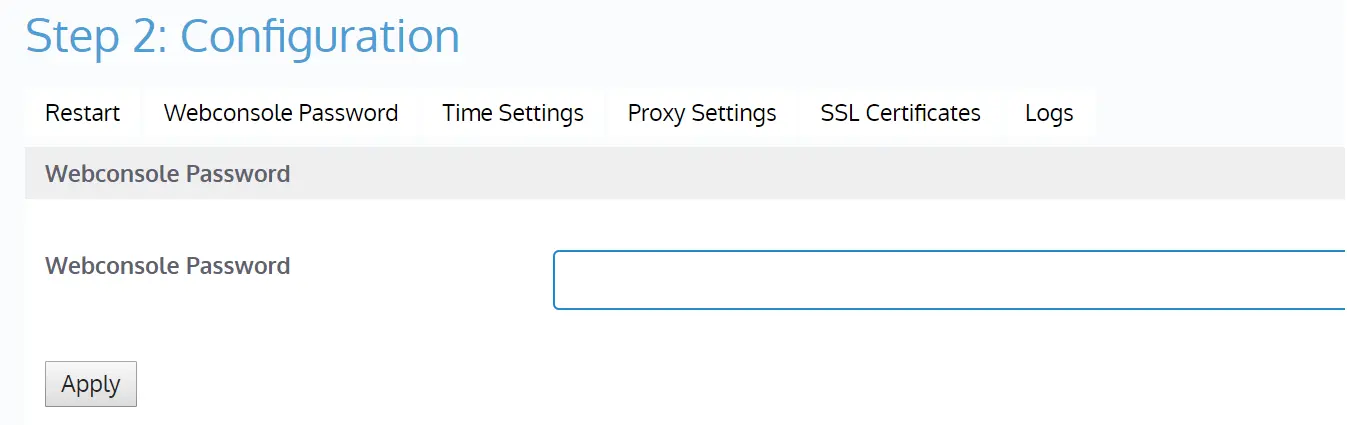 Step 2: Configuration
Restart Webconsole Password Time Settings Proxy Settings SSL Certificates Logs
Webconsole Password
Webconsole Password
Apply